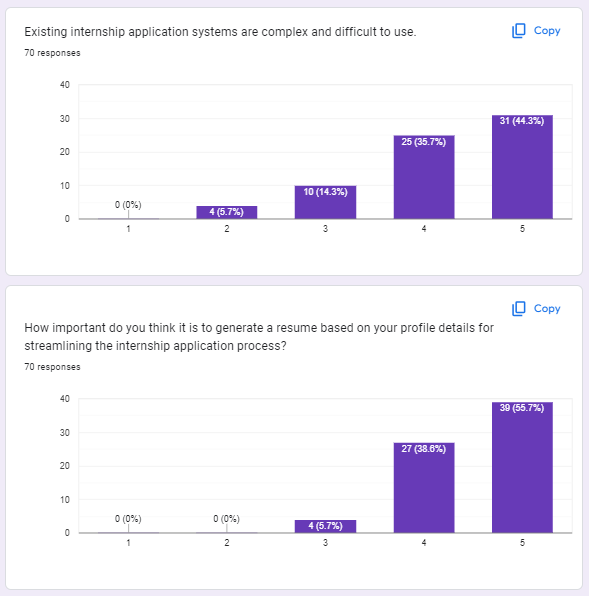 Existing internship application systems are complex and difficult to use.
Copy
70 responses
40
30
20
10
0
0 (0%)
4 (5.7%)
10 (14.3%)
25 (35.7%)
31 (44.3%)
1 2 3 4 5
Copy
How important do you think it is to generate a resume based on your profile details for
streamlining the internship application process?
70 responses
40
30
20
10
0
0 (0%)
0 (0%)
4 (5.7%)
27 (38.6%)
39 (55.7%)
1 2 3 4 5